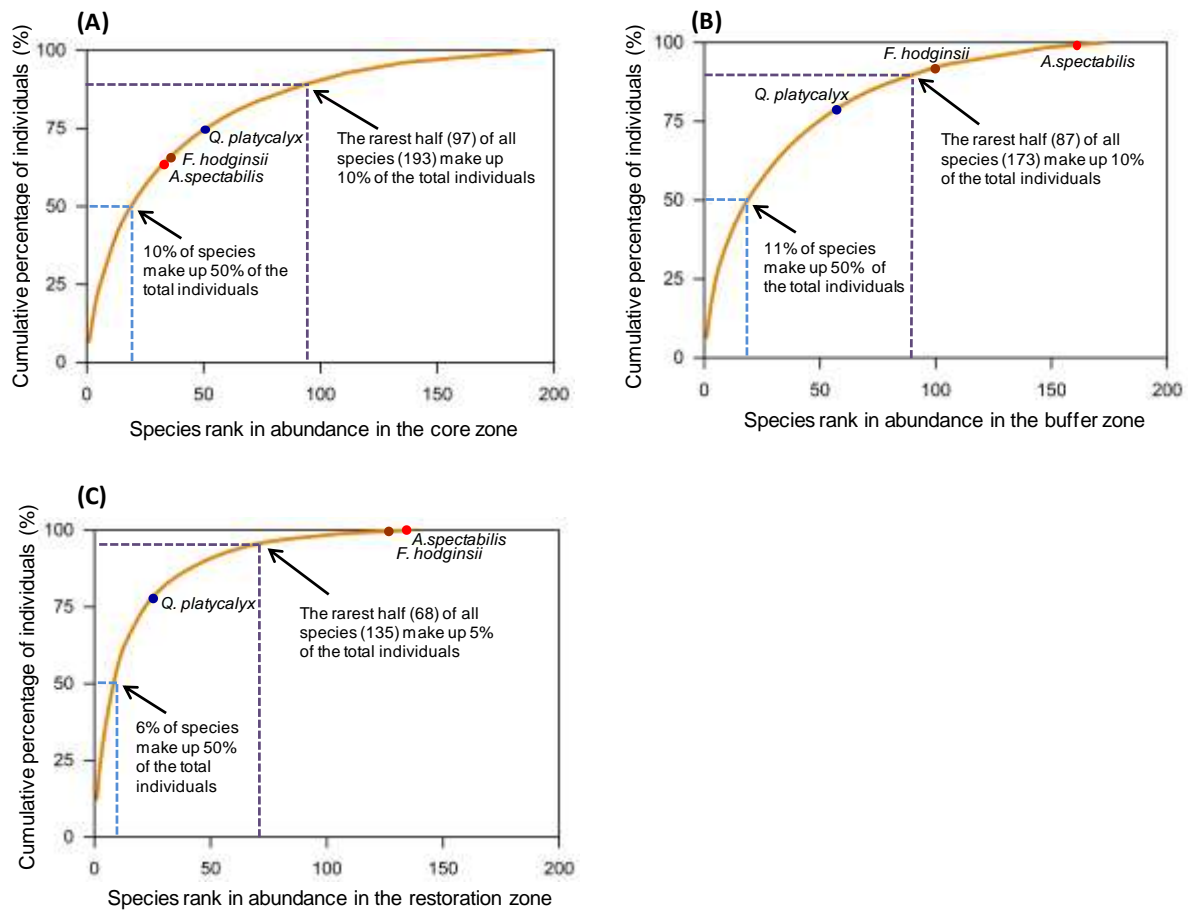 (A)
Cumulative percentage of individuals (%)
100
75
50
25
0
Q. platycalyx
F. hodginsii
A.spectabilis
The rarest half (97) of all
species (193) make up
10% of the total individuals
10% of species
make up 50% of the
total individuals
0 50 100 150 200
Species rank in abundance in the core zone
(B)
Cumulative percentage of individuals (%)
100
75
50
25
0
F. hodginsii
A.spectabilis
Q. platycalyx
The rarest half (87) of all
species (173) make up 10%
of the total individuals
11% of species
make up 50% of
the total individuals
0 50 100 150 200
Species rank in abundance in the buffer zone
(C)
Cumulative percentage of individuals (%)
100
75
50
25
0
A.spectabilis
F. hodginsii
Q. platycalyx
The rarest half (68) of all
species (135) make up 5%
of the total individuals
6% of species
make up 50%
of the total
individuals
0 50 100 150 200
Species rank in abundance in the restoration zone